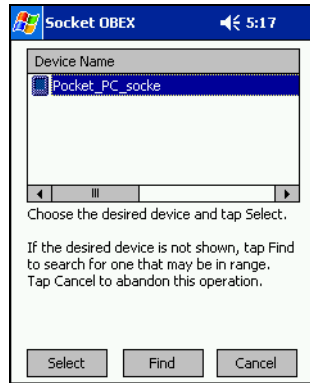 Socket OBEX 5:17
Device Name
Pocket_PC_socke
Choose the desired device and tap Select.
If the desired device is not shown, tap Find
to search for one that may be in range.
Tap Cancel to abandon this operation.
Select Find Cancel